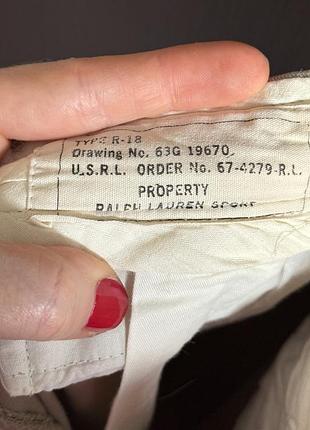 TYPE R-18
Drawing No. 63G 19670.
U.S.R.L. ORDER No. 67-4279-R.L.
PROPERTY
RALPH LAUREN SPORT